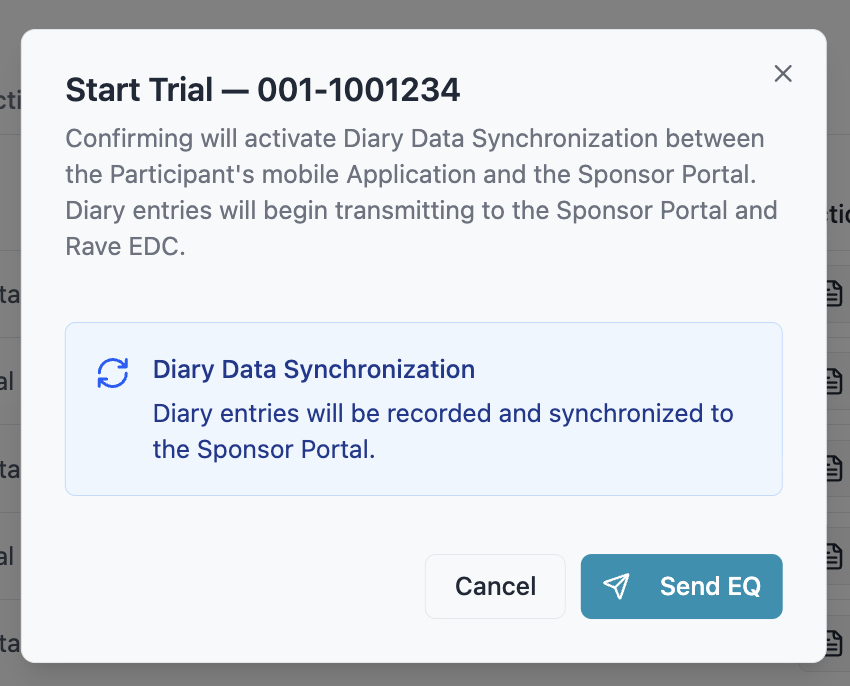 Start Trial — 001-1001234
Confirming will activate Diary Data Synchronization between
the Participant's mobile Application and the Sponsor Portal.
Diary entries will begin transmitting to the Sponsor Portal and
Rave EDC.
Diary Data Synchronization
Diary entries will be recorded and synchronized to
the Sponsor Portal.
Cancel
Send EQ